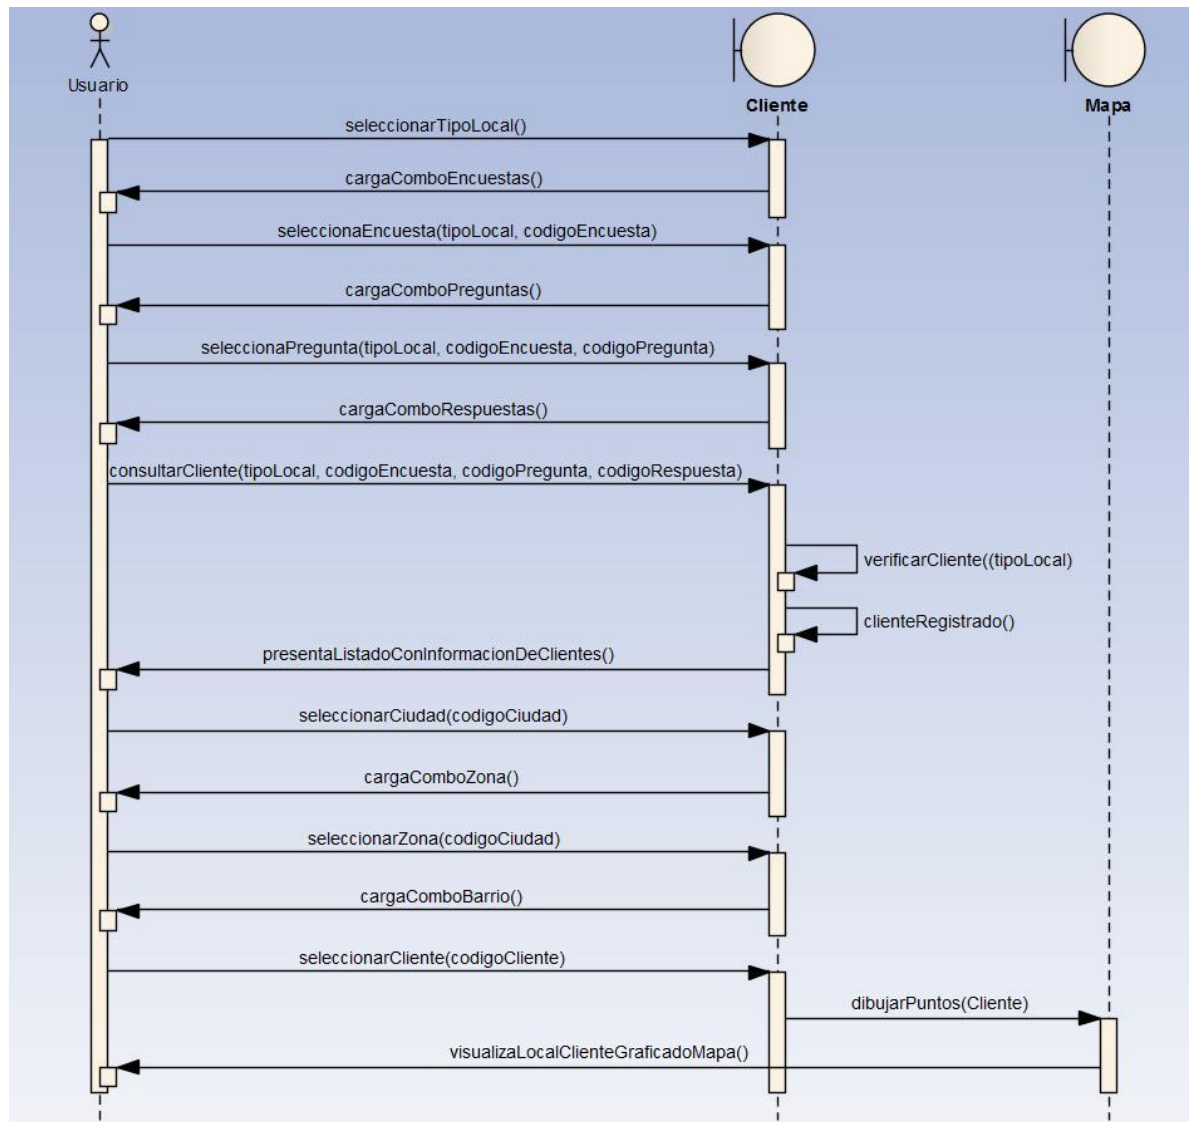 Usuario
Cliente
Mapa
seleccionarTipoLocal()
cargaComboEncuestas()
seleccionaEncuesta(tipoLocal, codigoEncuesta)
cargaComboPreguntas()
seleccionaPregunta(tipoLocal, codigoEncuesta, codigoPregunta)
cargaComboRespuestas()
consultarCliente(tipoLocal, codigoEncuesta, codigoPregunta, codigoRespuesta)
verificarCliente((tipoLocal)
clienteRegistrado()
presentaListadoConInformacionDeClientes()
seleccionarCiudad(codigoCiudad)
cargaComboZona()
seleccionarZona(codigoCiudad)
cargaComboBarrio()
seleccionarCliente(codigoCliente)
dibujarPuntos(Cliente)
visualizaLocalClienteGraficadoMapa()